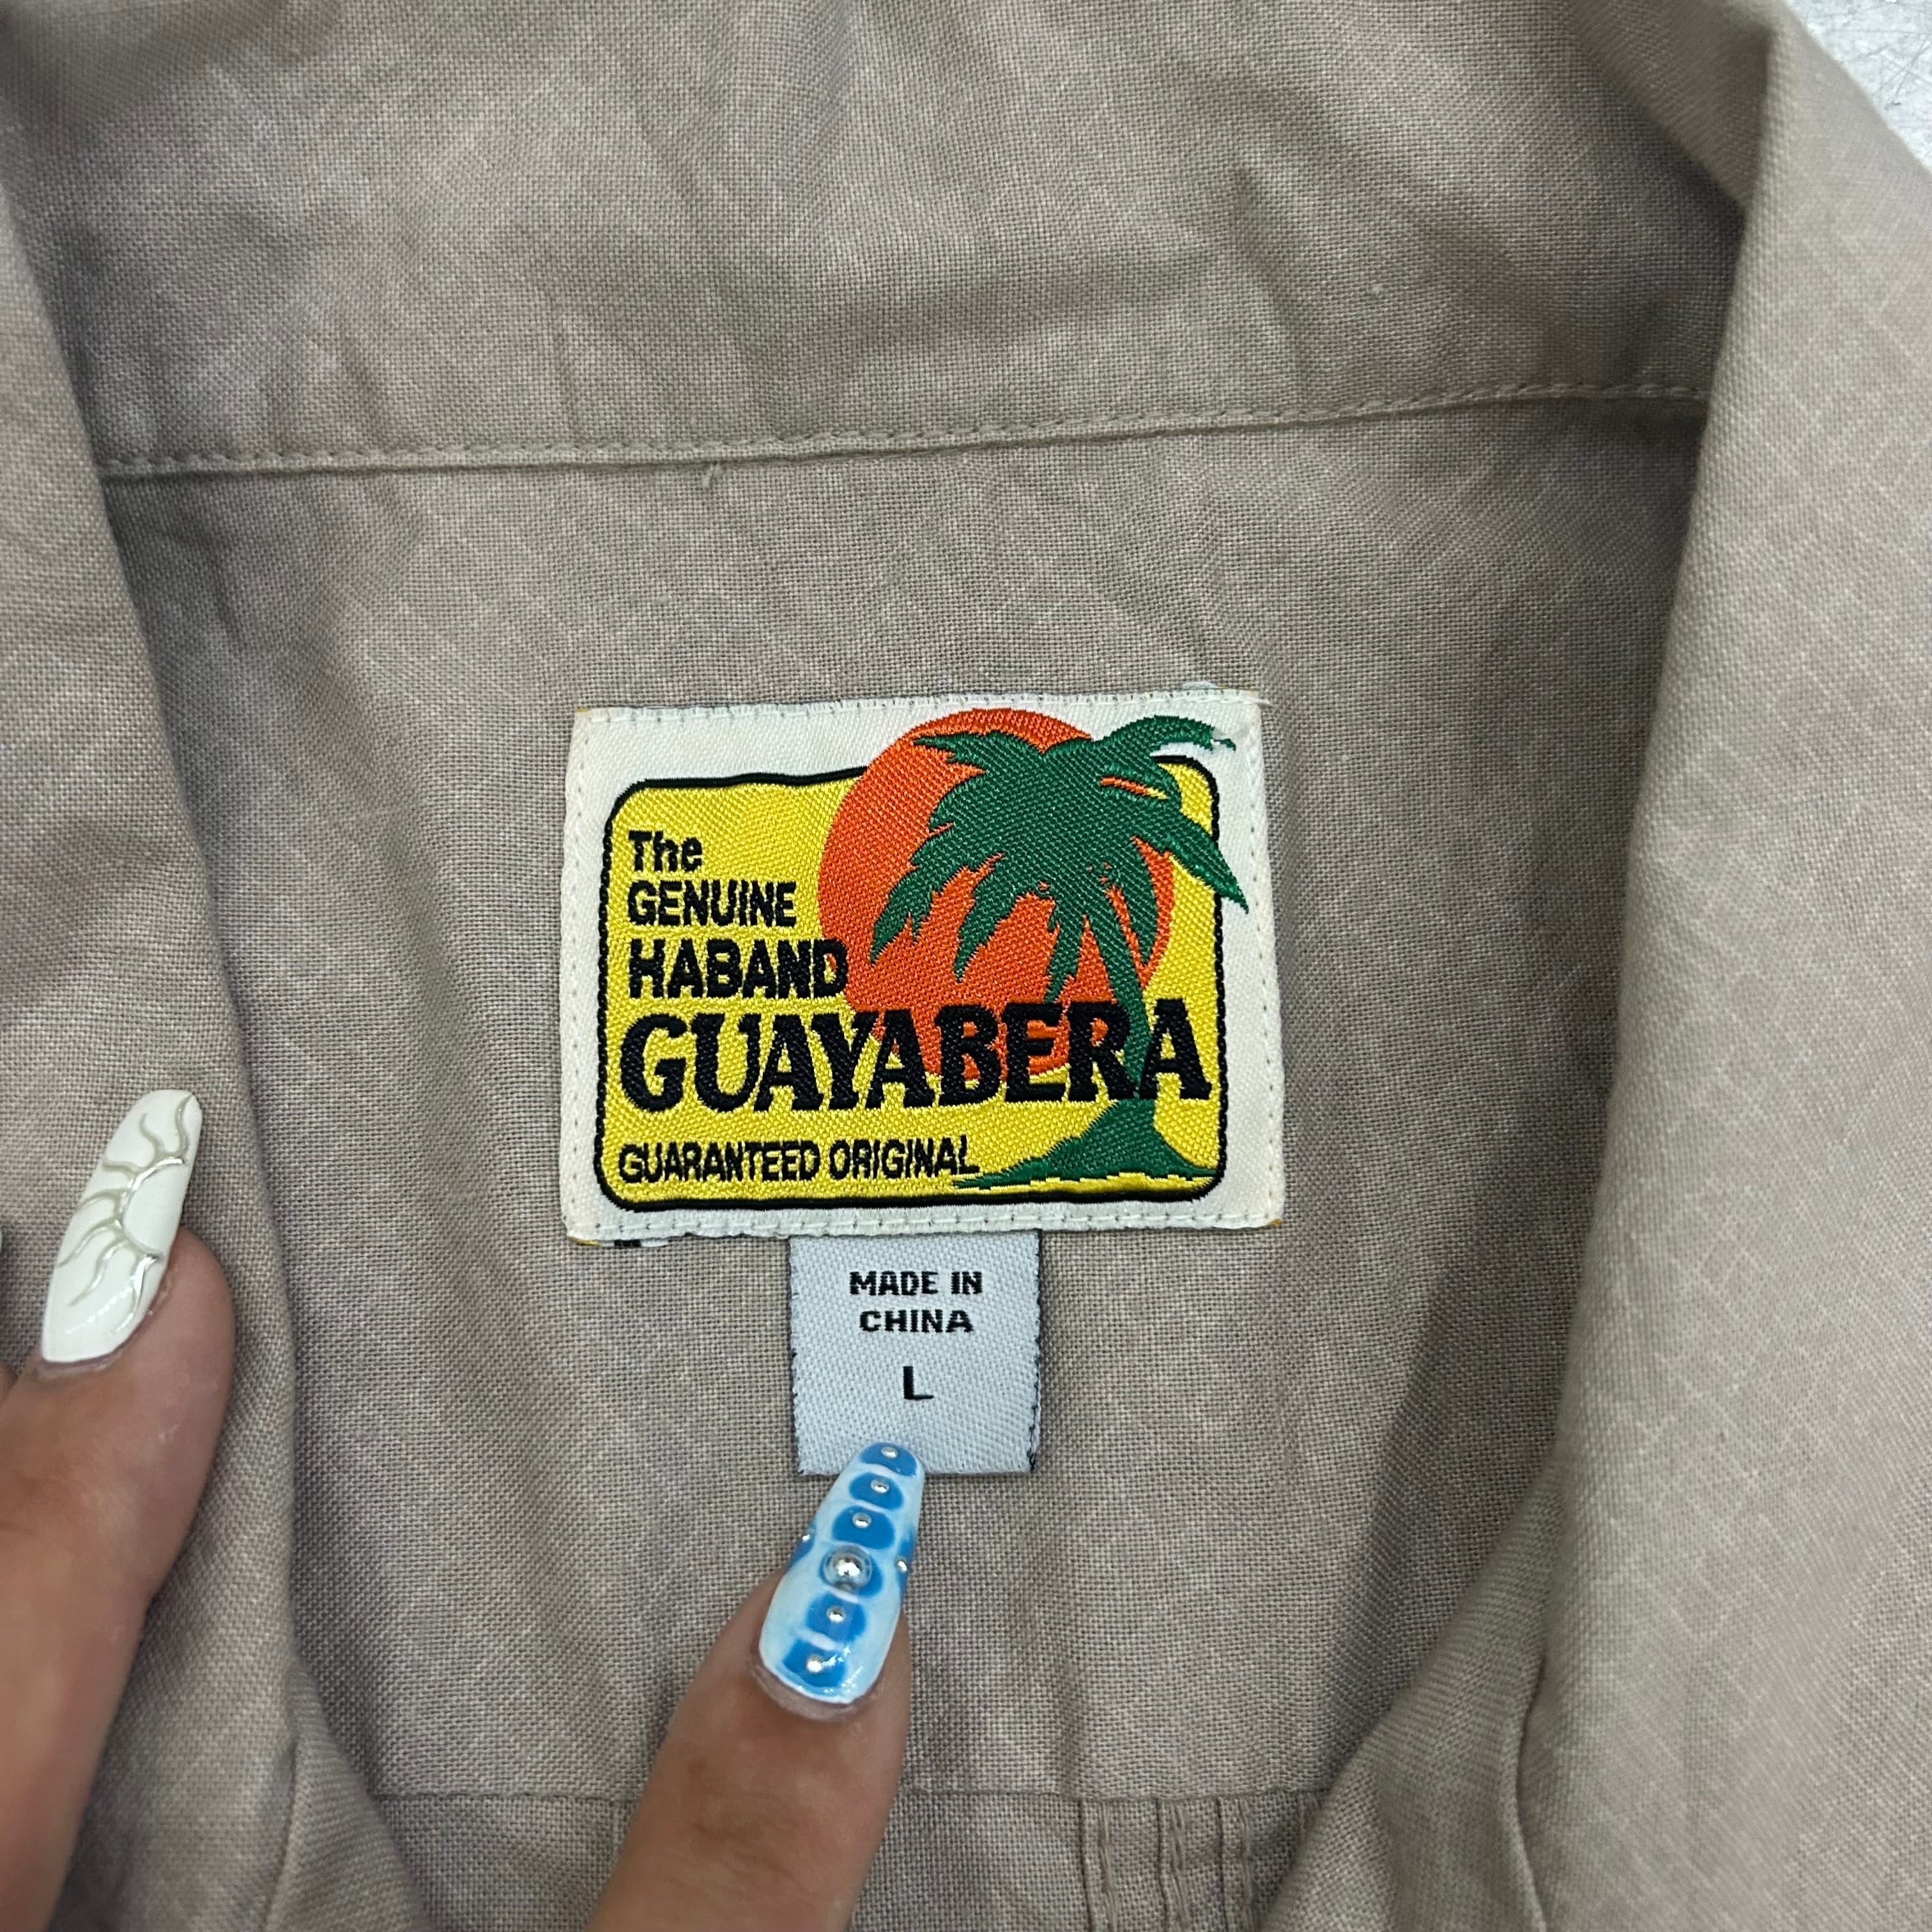 The
GENUINE
HABAND
GUAYABERA
GUARANTEED ORIGINAL
MADE IN
CHINA
L